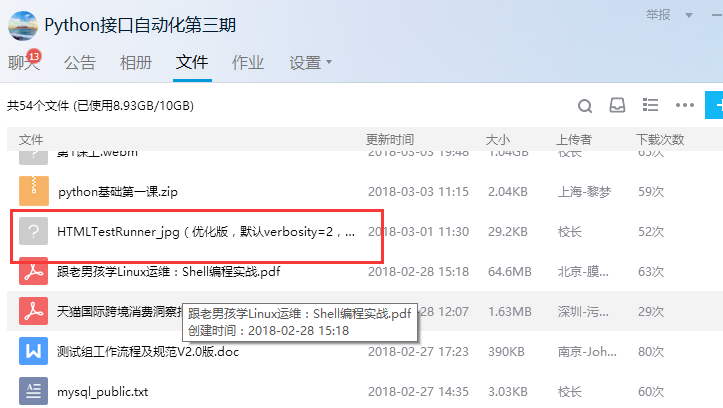 Python接口自动化第三期
举报
聊天 13 公告 相册 文件 作业 设置
共54个文件 (已使用8.93GB/10GB)
文件 更新时间 大小 上传者 下载次数
第1课上.webm 2018-03-03 19:48 1.04GB 校长 65次
python基础第一课.zip 2018-03-03 11:15 2.04KB 上海-黎梦 59次
HTMLTestRunner_jpg（优化版，默认verbosity=2，... 2018-03-01 11:30 29.2KB 校长 52次
跟老男孩学Linux运维：Shell编程实战.pdf 2018-02-28 15:18 64.6MB 北京-膜... 63次
天猫国际跨境消费洞察 28 12:07 1.63MB 深圳-污... 29次
跟老男孩学Linux运维：Shell编程实战.pdf
创建时间：2018-02-28 15:18
测试组工作流程及规范V2.0版.doc 2018-02-27 17:23 390KB 南京-Joh... 80次
mysql_public.txt 2018-02-27 14:35 3.03KB 校长 60次